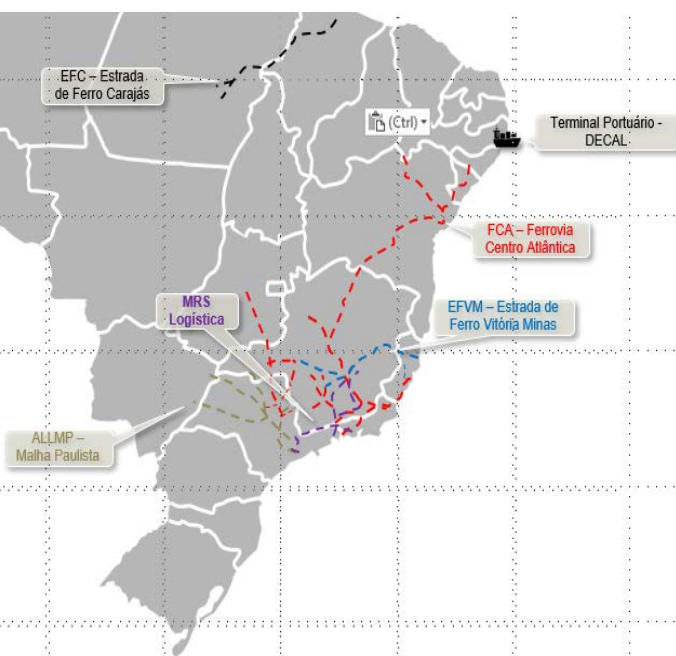 EFC – Estrada
de Ferro Carajás
(Ctrl)
Terminal Portuário -
DECAL
FCA – Ferrovia
Centro Atlântica
MRS
Logística
EFVM – Estrada de
Ferro Vitória Minas
ALLMP –
Malha Paulista